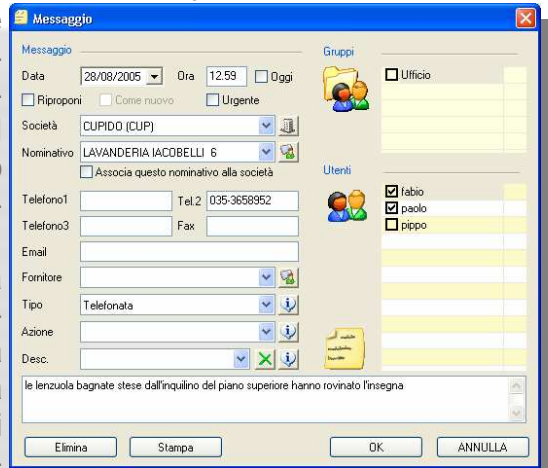 Messaggio
Messaggio
Data 28/08/2005 Ora 12.59 Oggi
Riproponi Come nuovo Urgente
Società CUPIDO (CUP)
Nominativo LAVANDERIA IACOBELLI 6
Associa questo nominativo alla società
Telefono1 Tel.2 035-3658952
Telefono3 Fax
Email
Fornitore
Tipo Telefonata
Azione
Desc.
Gruppi
Ufficio
Utenti
fabio
paolo
pippo
le lenzuola bagnate stese dall'inquilino del piano superiore hanno rovinato l'insegna
Elimina Stampa OK ANNULLA